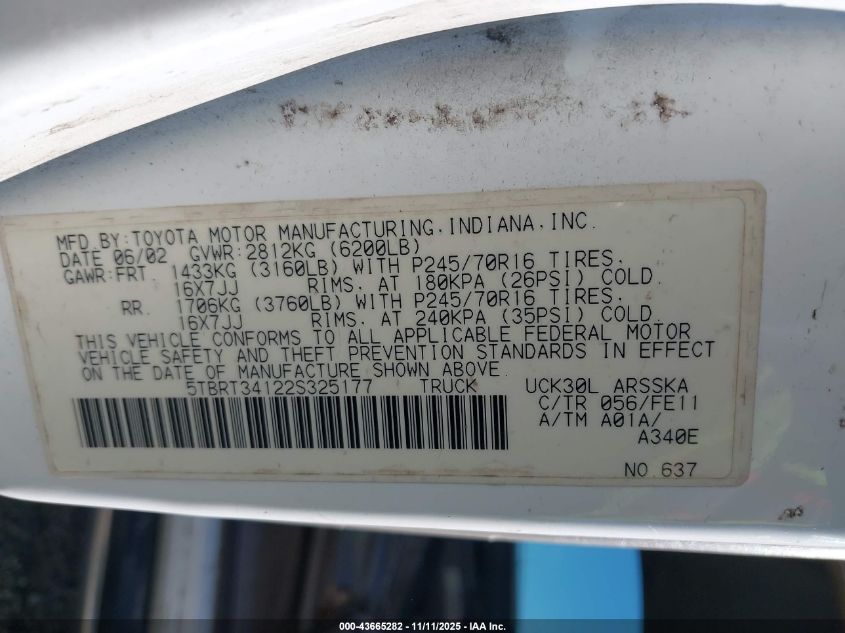 MFD.BY:TOYOTA MOTOR MANUFACTURING,INDIANA,INC.
DATE 06/02 GVWR:2812KG (6200LB)
GAWR:FRT 1433KG (3160LB) WITH P245/70R16 TIRES.
16X7JJ RIMS. AT 180KPA (26PSI) COLD.
RR. 1706KG (3760LB) WITH P245/70R16 TIRES.
16X7JJ RIMS. AT 240KPA (35PSI) COLD.
THIS VEHICLE CONFORMS TO ALL APPLICABLE FEDERAL MOTOR
VEHICLE SAFETY AND THEFT PREVENTION STANDARDS IN EFFECT
ON THE DATE OF MANUFACTURE SHOWN ABOVE.
5TBRT34122S325177 TRUCK UCK30L ARSSKA
C/TR 056/FE11
A/TM A01A/
A340E
NO.637
000-43665282 - 11/11/2025 - IAA Inc.